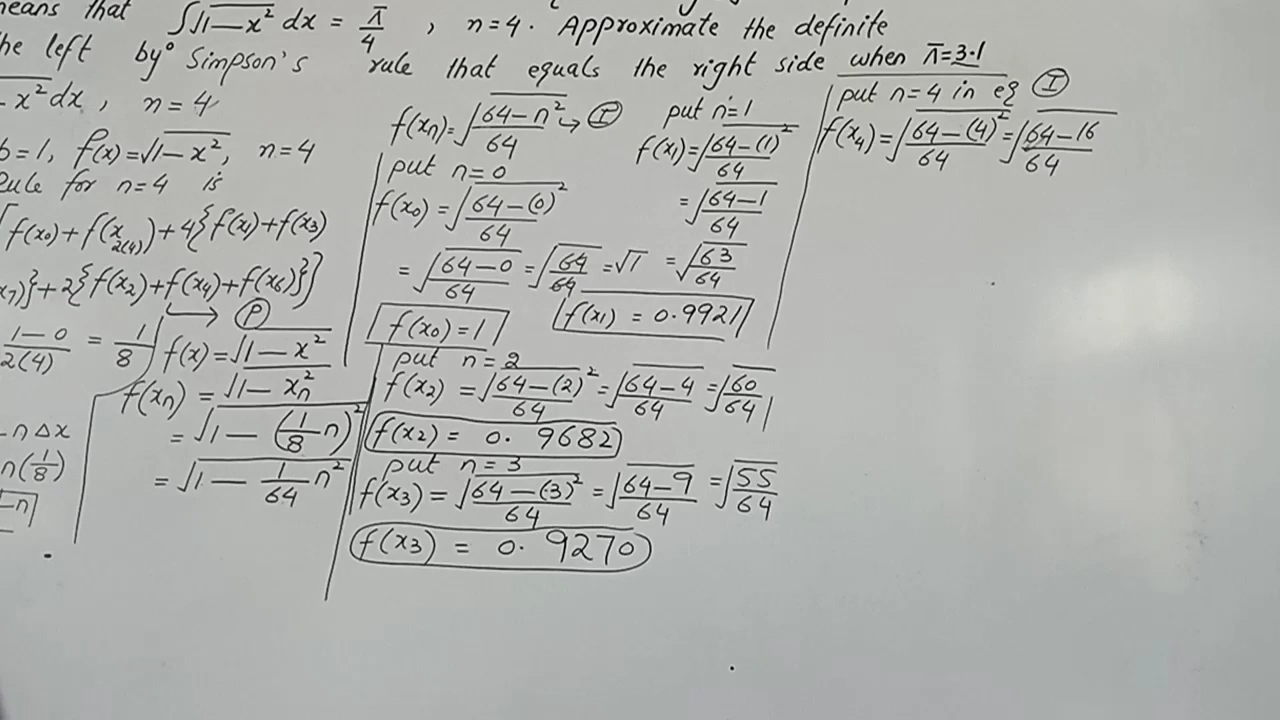 means that ∫√1-x² dx = π/4 , n=4. Approximate the definite
the left by Simpson's rule that equals the right side when π=3.1
x² dx , n=4
b=1, f(x)=√1-x², n=4
Rule for n=4 is
[f(x₀)+f(x₂₍₄₎)+4{f(x₁)+f(x₃)
x₇)}+2{f(x₂)+f(x₄)+f(x₆)}]
→ (P)
1-0/2(4) = 1/8
-n Δx
n(1/8)
-n]
f(x)=√1-x²
f(xₙ) = √1-xₙ²
= √1-(1/8 n)²
= √1-1/64 n²
f(xₙ)=√64-n²/64 → (I)
put n=0
f(x₀) = √64-(0)²/64
= √64-0/64 = √64/64 = √1
f(x₀)=1
put n=1
f(x₁)=√64-(1)²/64
= √64-1/64
= √63/64
f(x₁) = 0.9921
put n=2
f(x₂) = √64-(2)²/64 = √64-4/64 = √60/64
f(x₂) = 0.9682
put n=3
f(x₃) = √64-(3)²/64 = √64-9/64 = √55/64
f(x₃) = 0.9270
put n=4 in eq (I)
f(x₄)=√64-(4)²/64 = √64-16/64